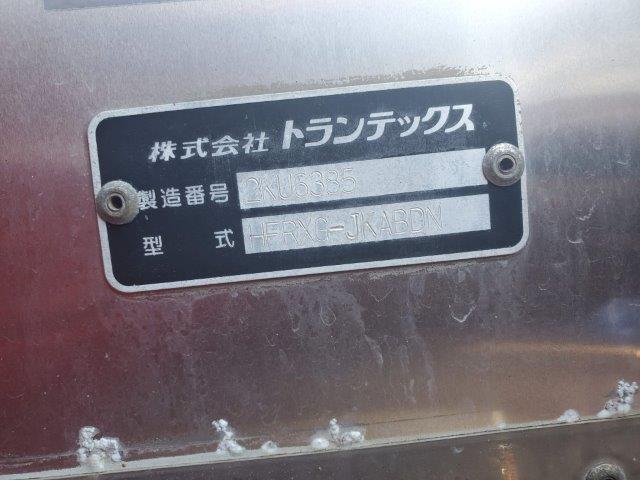 株式会社 トランテックス
製造番号 2KU6385
型 式 HFRXG-JKABDN